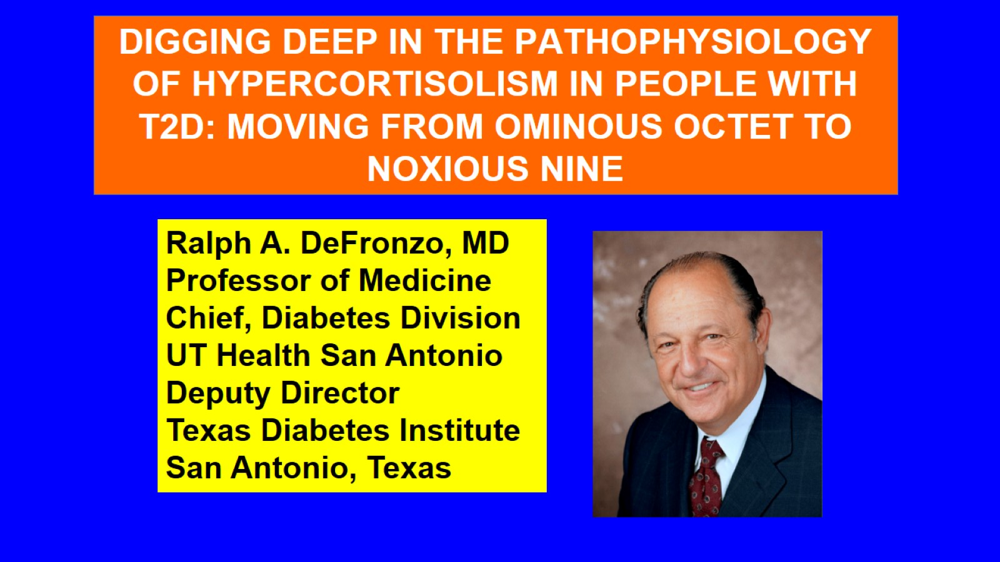 DIGGING DEEP IN THE PATHOPHYSIOLOGY
OF HYPERCORTISOLISM IN PEOPLE WITH
T2D: MOVING FROM OMINOUS OCTET TO
NOXIOUS NINE
Ralph A. DeFronzo, MD
Professor of Medicine
Chief, Diabetes Division
UT Health San Antonio
Deputy Director
Texas Diabetes Institute
San Antonio, Texas